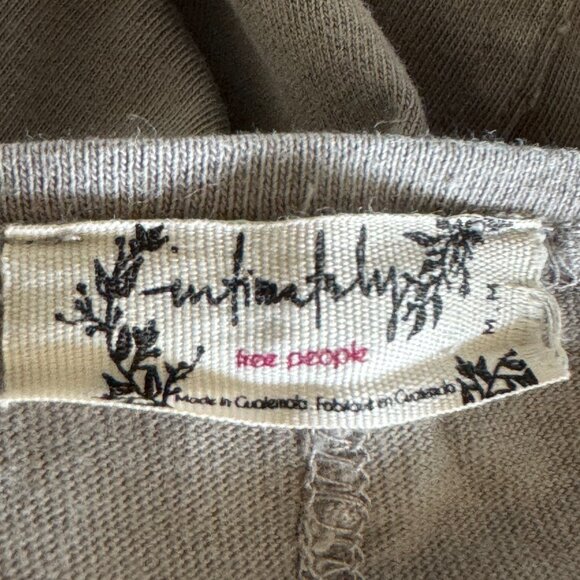 intimately
free people
M M
Made in Guatemala Fabriqué en Guatemala